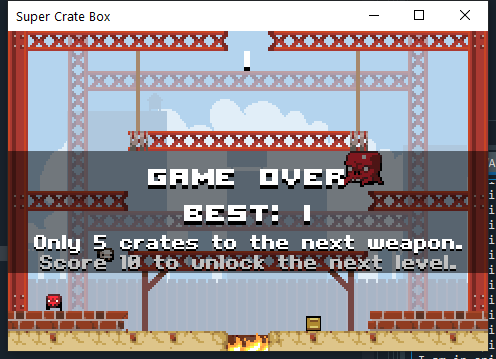 Super Crate Box
1
GAME OVER
BEST: 1
Only 5 crates to the next weapon.
Score 10 to unlock the next level.